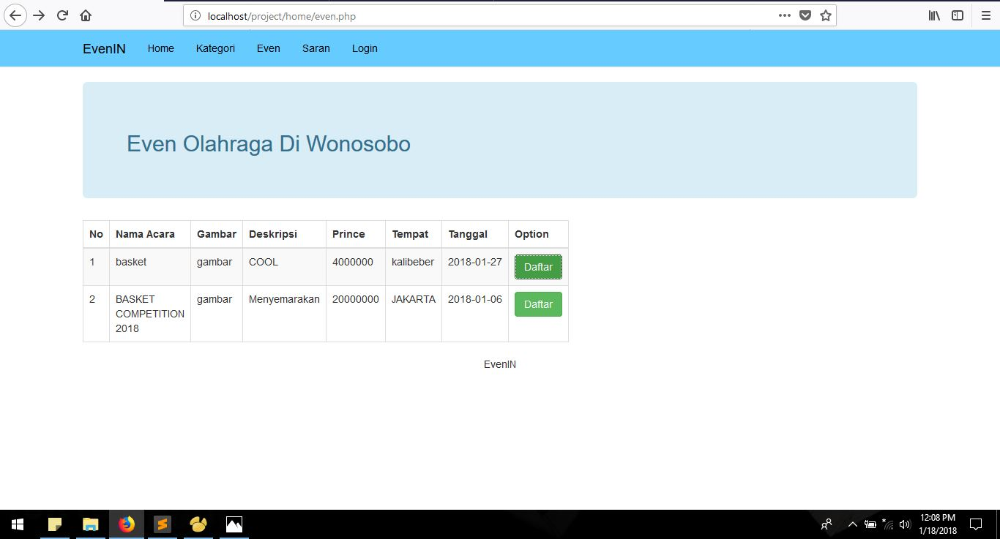 localhost/project/home/even.php
EvenIN Home Kategori Even Saran Login
Even Olahraga Di Wonosobo
No Nama Acara Gambar Deskripsi Prince Tempat Tanggal Option
1 basket gambar COOL 4000000 kalibeber 2018-01-27 Daftar
2 BASKET COMPETITION 2018 gambar Menyemarakan 20000000 JAKARTA 2018-01-06 Daftar
EvenIN
12:08 PM
1/18/2018